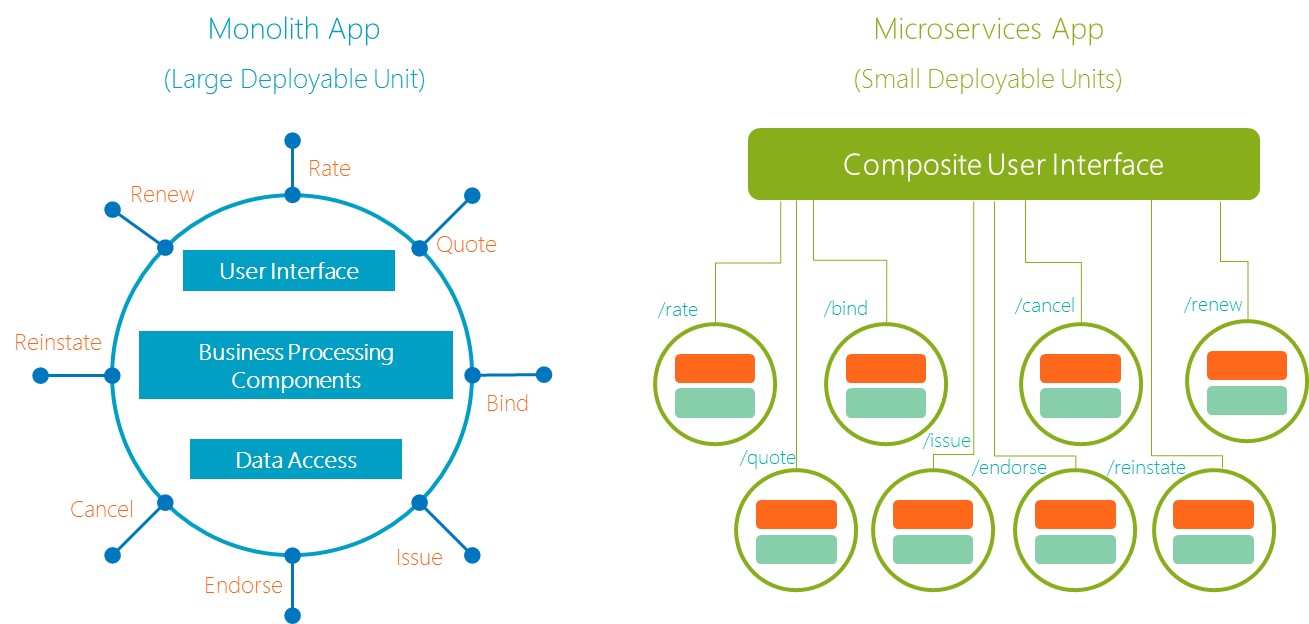 Monolith App
(Large Deployable Unit)
Rate
Renew
Quote
User Interface
Reinstate
Business Processing
Components
Bind
Data Access
Cancel
Issue
Endorse
Microservices App
(Small Deployable Units)
Composite User Interface
/rate
/bind
/cancel
/renew
/quote
/issue
/endorse
/reinstate